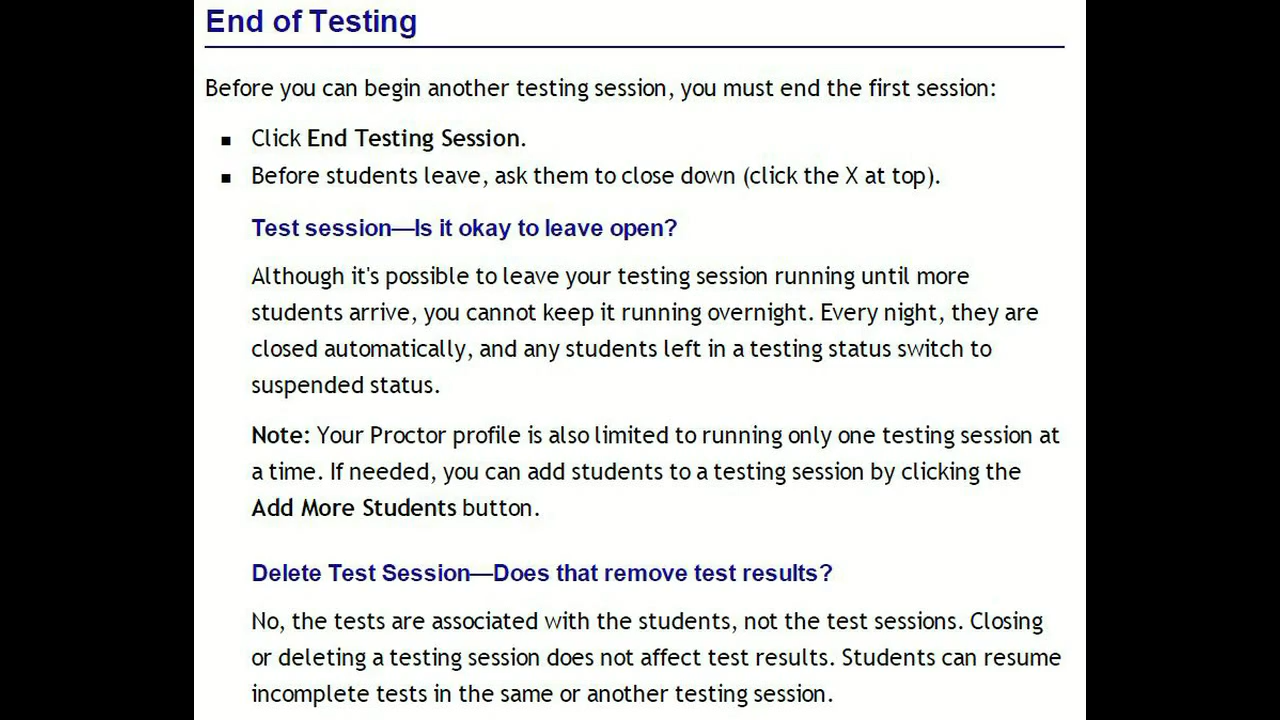 End of Testing
Before you can begin another testing session, you must end the first session:
▪ Click End Testing Session.
▪ Before students leave, ask them to close down (click the X at top).
Test session—Is it okay to leave open?
Although it's possible to leave your testing session running until more
students arrive, you cannot keep it running overnight. Every night, they are
closed automatically, and any students left in a testing status switch to
suspended status.
Note: Your Proctor profile is also limited to running only one testing session at
a time. If needed, you can add students to a testing session by clicking the
Add More Students button.
Delete Test Session—Does that remove test results?
No, the tests are associated with the students, not the test sessions. Closing
or deleting a testing session does not affect test results. Students can resume
incomplete tests in the same or another testing session.